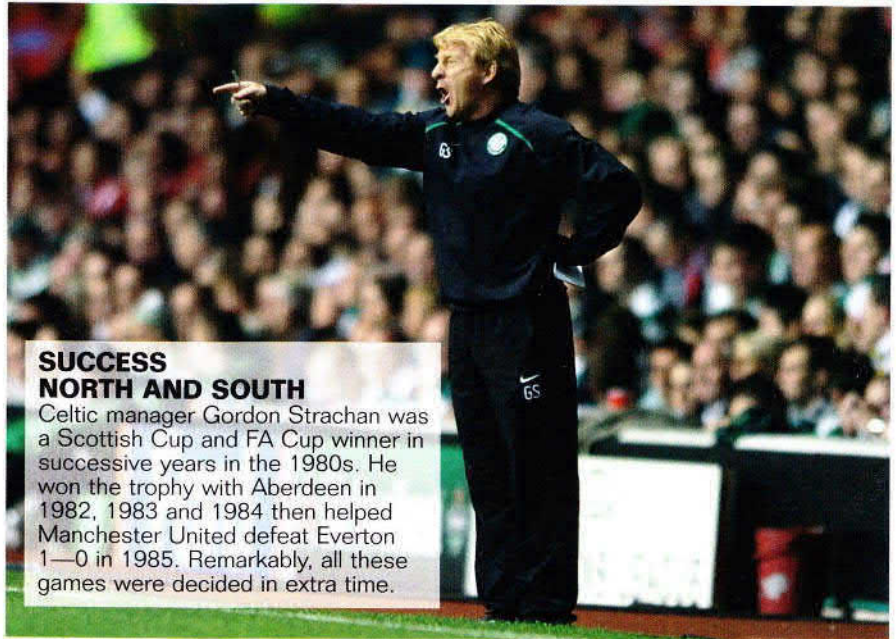 GS
GS
SUCCESS
NORTH AND SOUTH
Celtic manager Gordon Strachan was
a Scottish Cup and FA Cup winner in
successive years in the 1980s. He
won the trophy with Aberdeen in
1982, 1983 and 1984 then helped
Manchester United defeat Everton
1—0 in 1985. Remarkably, all these
games were decided in extra time.